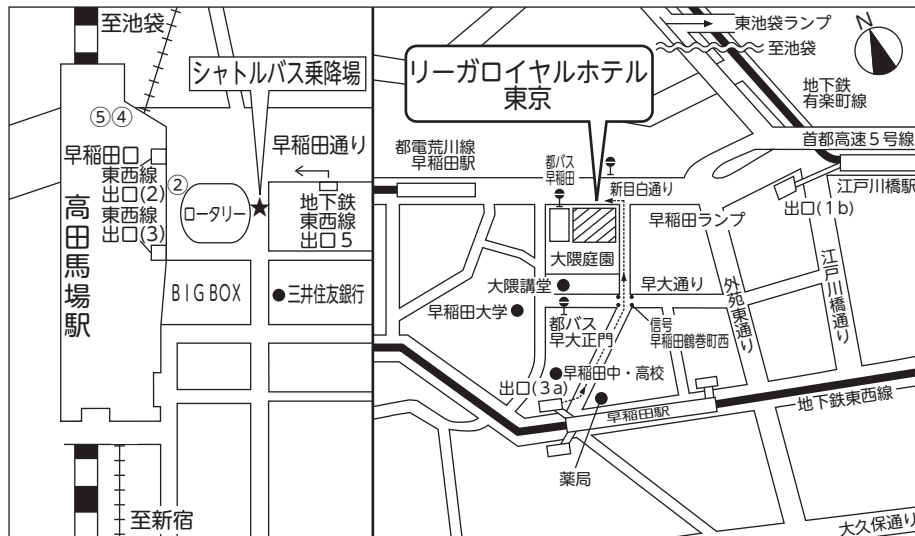 至池袋
シャトルバス乗降場
⑤④
早稲田口
東西線
出口(2)
東西線
出口(3)
②
ロータリー
★
早稲田通り
地下鉄
東西線
出口5
高田馬場駅
BIGBOX
三井住友銀行
至新宿
リーガロイヤルホテル
東京
東池袋ランプ
至池袋
N
地下鉄
有楽町線
首都高速5号線
都電荒川線
早稲田駅
都バス
早稲田
新目白通り
江戸川橋駅
出口(1b)
早稲田ランプ
大隈庭園
大隈講堂
早大通り
外苑東通り
江戸川橋通り
早稲田大学
都バス
早大正門
信号
早稲田鶴巻町西
早稲田中・高校
出口(3a)
早稲田駅
地下鉄東西線
薬局
大久保通り